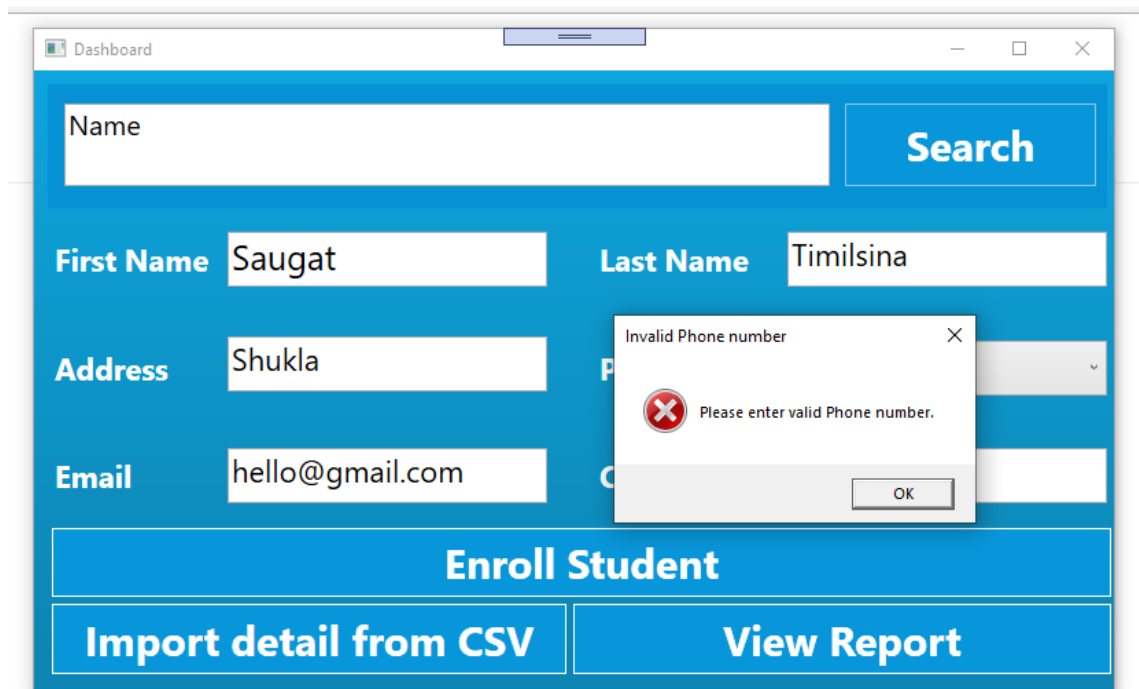 Dashboard
Name
Search
First Name Saugat
Last Name Timilsina
Invalid Phone number
Address Shukla
P
Please enter valid Phone number.
Email hello@gmail.com
C
OK
Enroll Student
Import detail from CSV
View Report